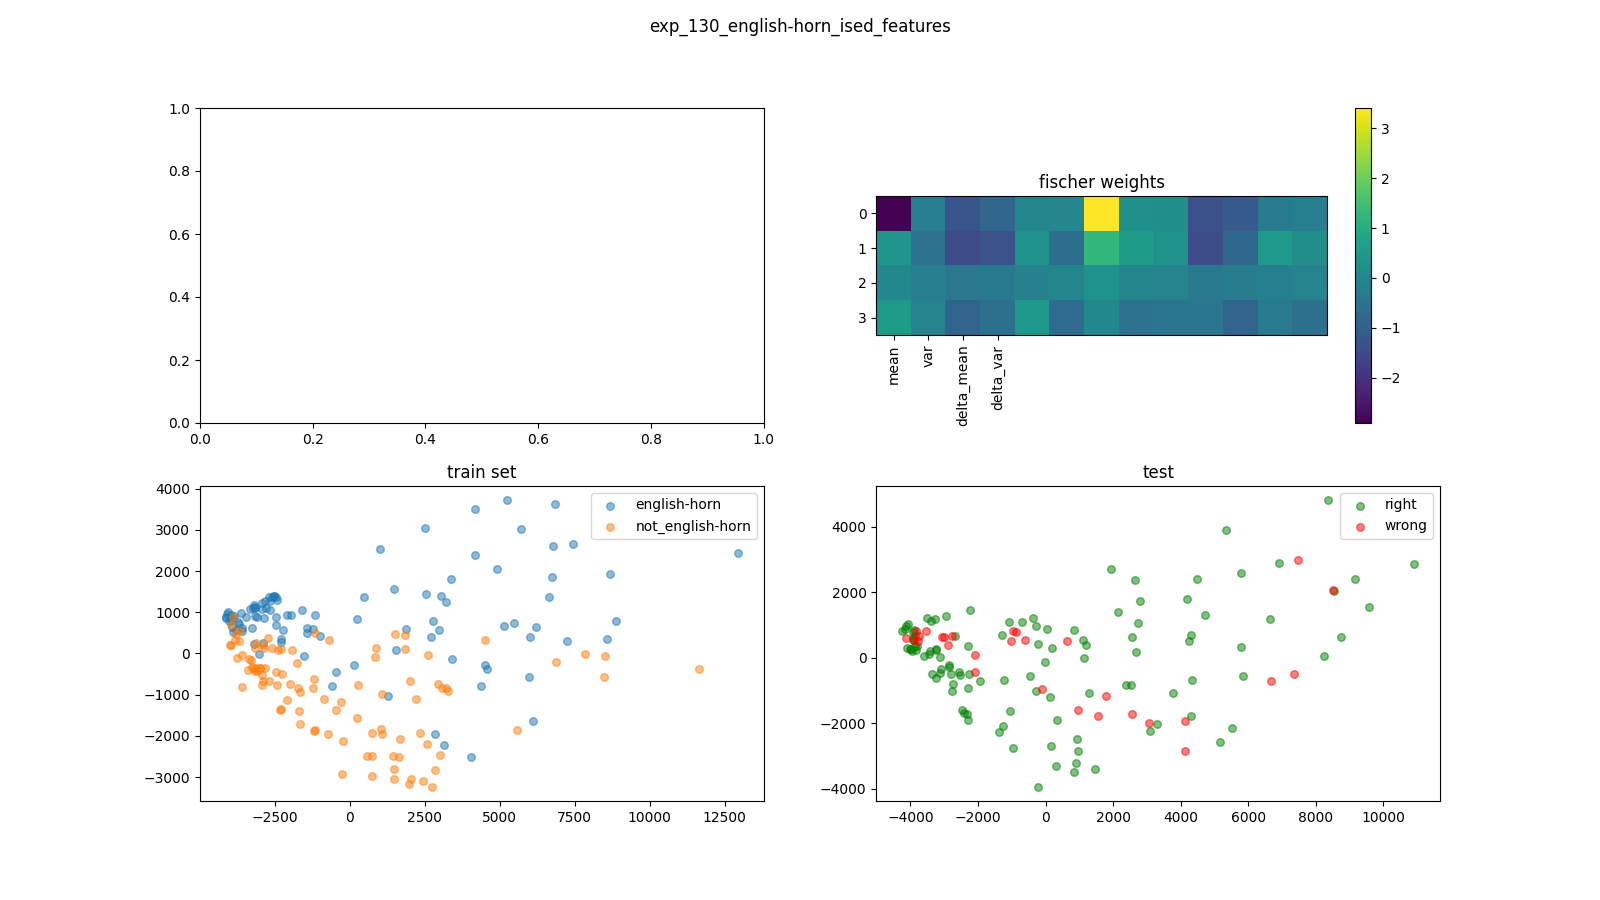 exp_130_english-horn_ised_features
1.0
0.8
0.6
0.4
0.2
0.0
0.0 0.2 0.4 0.6 0.8 1.0
fischer weights
0
1
2
3
mean var delta_mean delta_var
3
2
1
0
−1
−2
train set
4000
3000
2000
1000
0
−1000
−2000
−3000
−2500 0 2500 5000 7500 10000 12500
english-horn
not_english-horn
test
4000
2000
0
−2000
−4000
−4000 −2000 0 2000 4000 6000 8000 10000
right
wrong